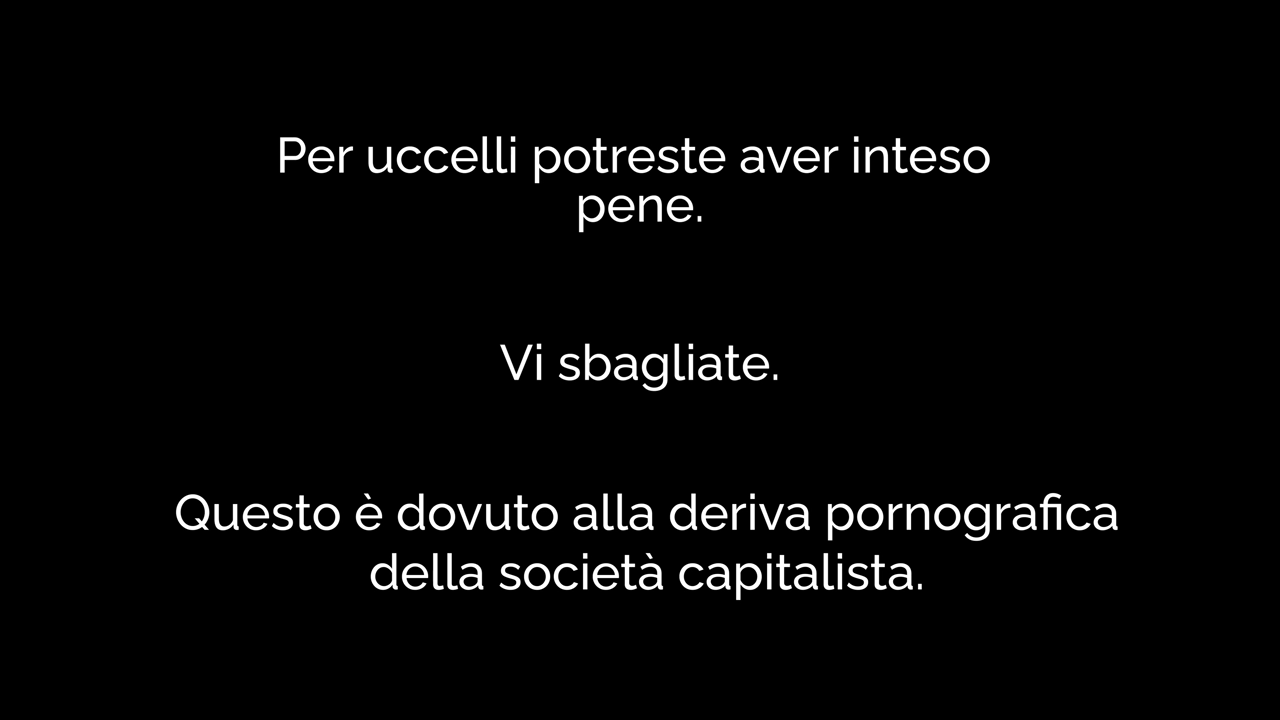 Per uccelli potreste aver inteso
pene.
Vi sbagliate.
Questo è dovuto alla deriva pornografica
della società capitalista.